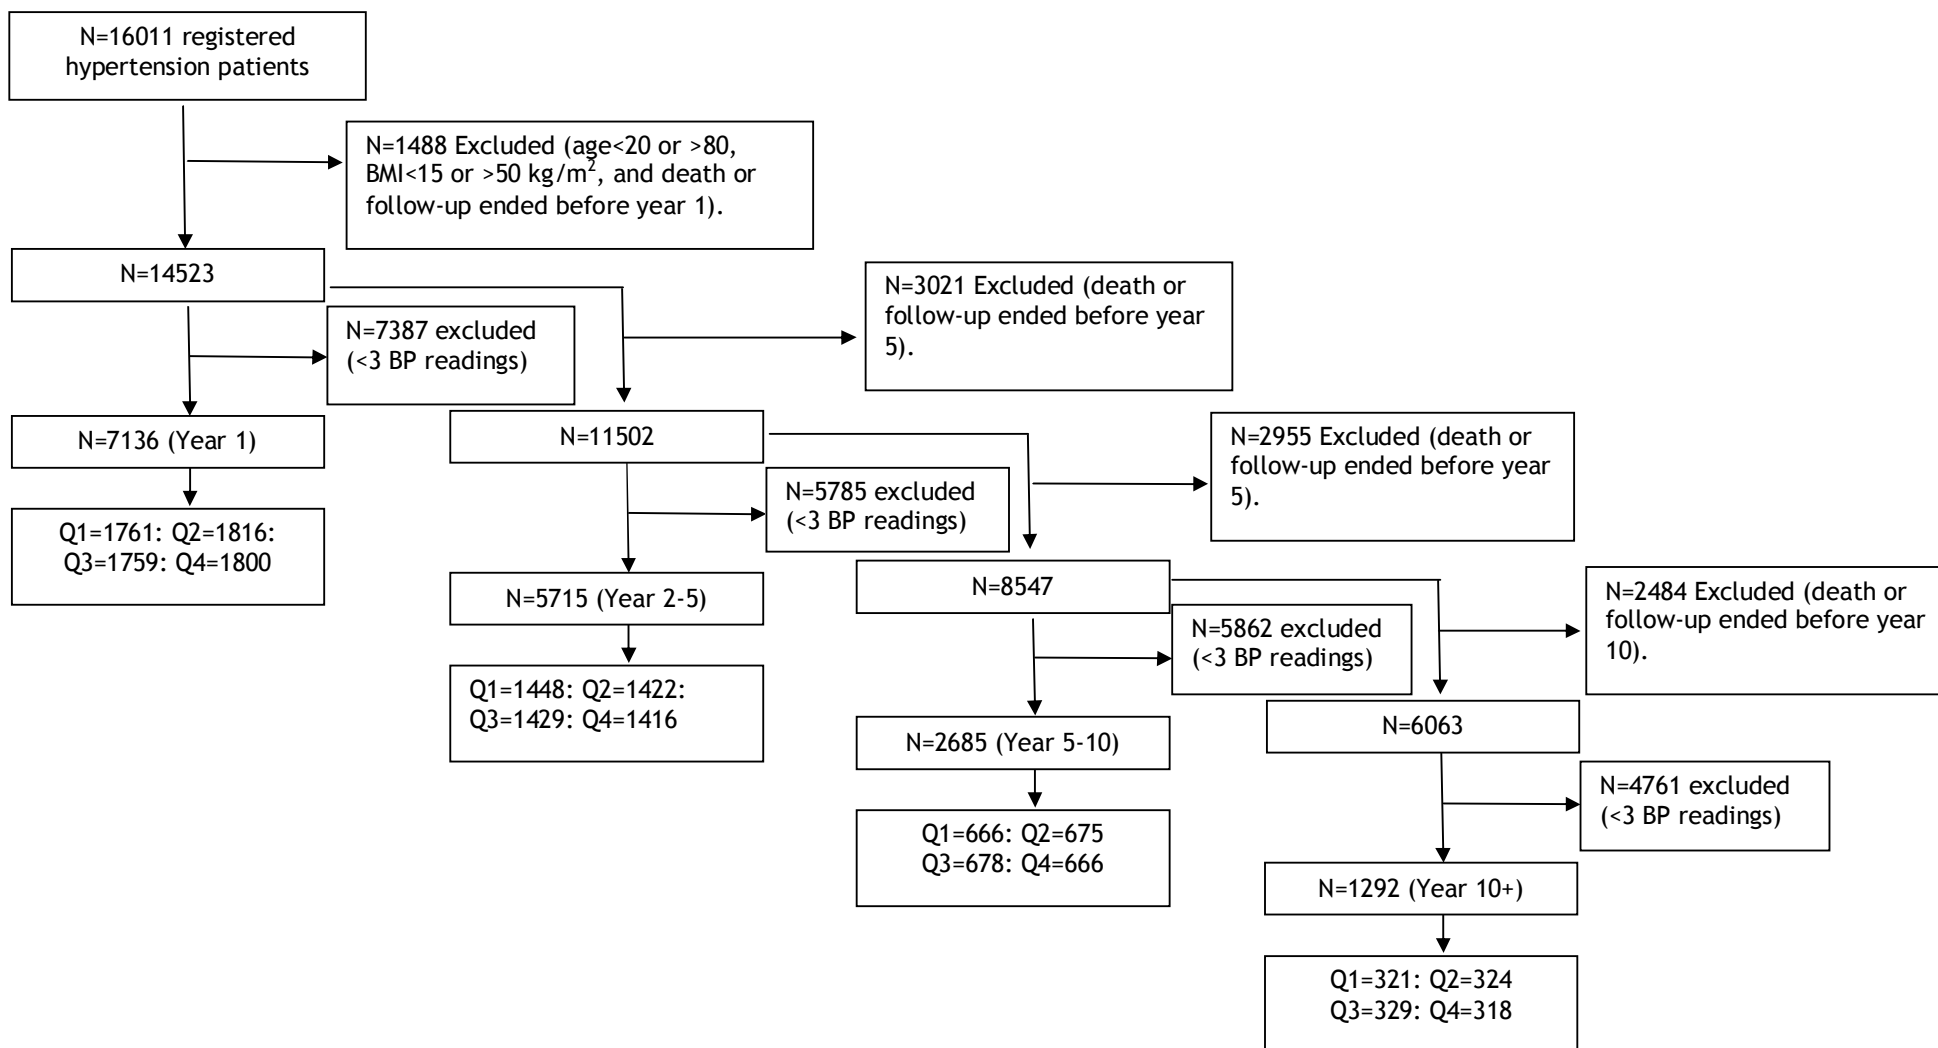 N=16011 registered
hypertension patients
N=1488 Excluded (age<20 or >80,
BMI<15 or >50 kg/m², and death or
follow-up ended before year 1).
N=14523
N=3021 Excluded (death or
follow-up ended before year
5).
N=7387 excluded
(<3 BP readings)
N=7136 (Year 1)
N=11502
N=2955 Excluded (death or
follow-up ended before year
5).
N=5785 excluded
(<3 BP readings)
Q1=1761: Q2=1816:
Q3=1759: Q4=1800
N=5715 (Year 2-5)
N=8547
N=2484 Excluded (death or
follow-up ended before year
10).
N=5862 excluded
(<3 BP readings)
Q1=1448: Q2=1422:
Q3=1429: Q4=1416
N=2685 (Year 5-10)
N=6063
N=4761 excluded
(<3 BP readings)
Q1=666: Q2=675
Q3=678: Q4=666
N=1292 (Year 10+)
Q1=321: Q2=324
Q3=329: Q4=318